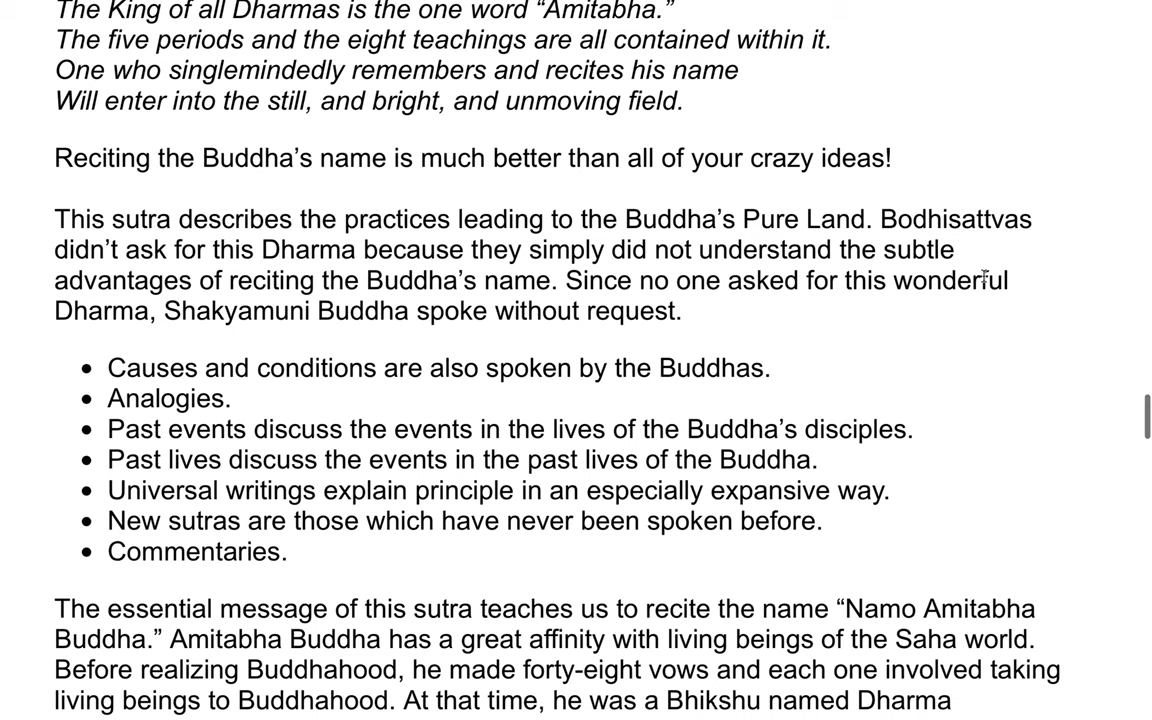 The King of all Dharmas is the one word “Amitabha.”
The five periods and the eight teachings are all contained within it.
One who singlemindedly remembers and recites his name
Will enter into the still, and bright, and unmoving field.
Reciting the Buddha’s name is much better than all of your crazy ideas!
This sutra describes the practices leading to the Buddha’s Pure Land. Bodhisattvas
didn’t ask for this Dharma because they simply did not understand the subtle
advantages of reciting the Buddha’s name. Since no one asked for this wonderful
Dharma, Shakyamuni Buddha spoke without request.
• Causes and conditions are also spoken by the Buddhas.
• Analogies.
• Past events discuss the events in the lives of the Buddha’s disciples.
• Past lives discuss the events in the past lives of the Buddha.
• Universal writings explain principle in an especially expansive way.
• New sutras are those which have never been spoken before.
• Commentaries.
The essential message of this sutra teaches us to recite the name “Namo Amitabha
Buddha.” Amitabha Buddha has a great affinity with living beings of the Saha world.
Before realizing Buddhahood, he made forty-eight vows and each one involved taking
living beings to Buddhahood. At that time, he was a Bhikshu named Dharma